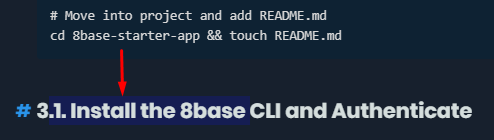 # Move into project and add README.md
cd 8base-starter-app && touch README.md
# 3.1. Install the 8base CLI and Authenticate